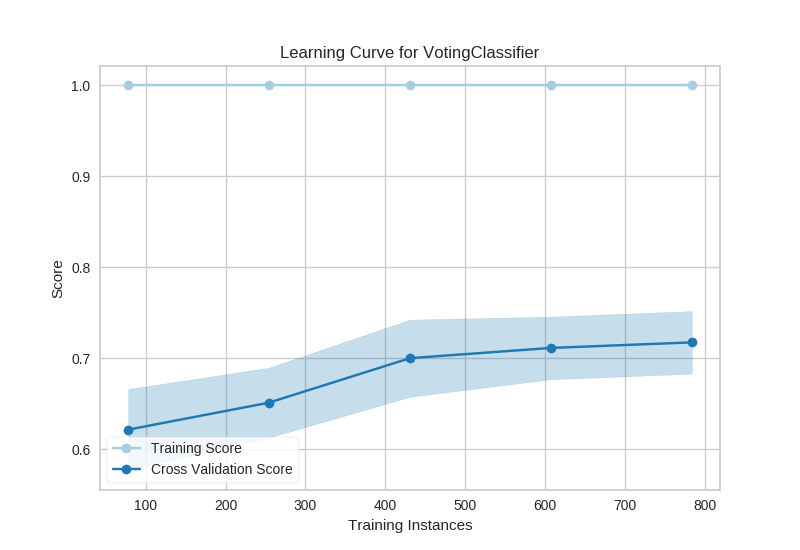 Learning Curve for VotingClassifier
1.0
0.9
0.8
0.7
0.6
Score
Training Score
Cross Validation Score
100 200 300 400 500 600 700 800
Training Instances